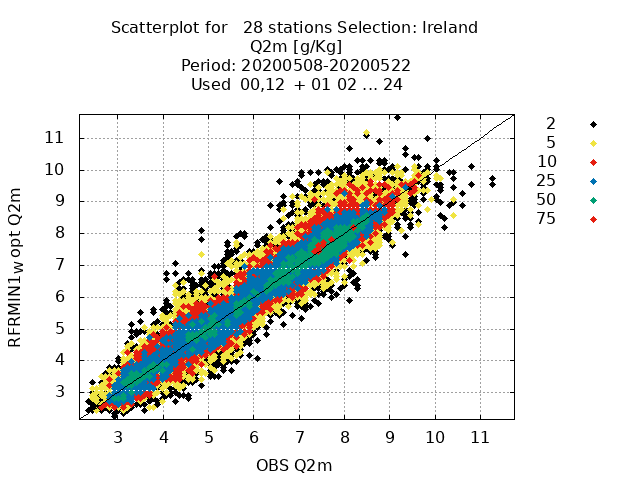 Scatterplot for 28 stations Selection: Ireland
Q2m [g/Kg]
Period: 20200508-20200522
Used 00,12 + 01 02 ... 24
2
5
10
25
50
75
11
10
9
8
7
6
5
4
3
RFRMIN1W opt Q2m
3 4 5 6 7 8 9 10 11
OBS Q2m